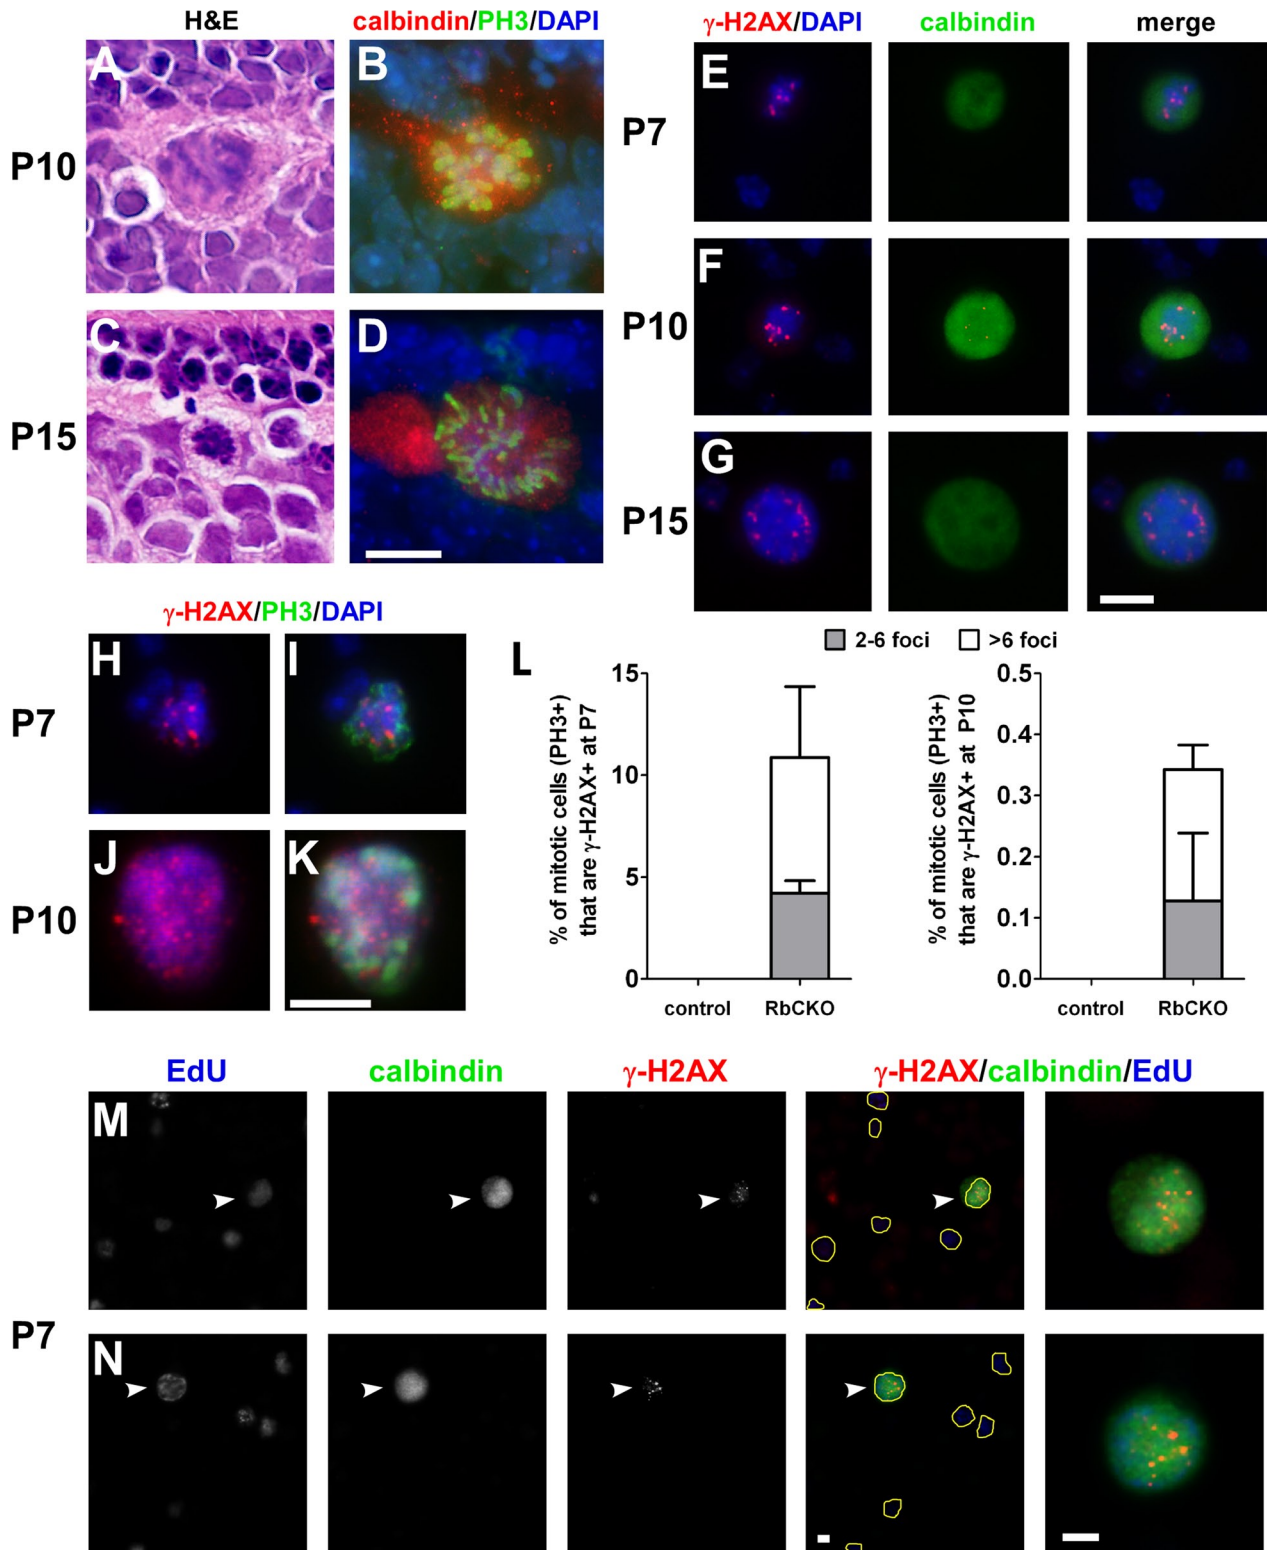 H&E
calbindin/PH3/DAPI
γ-H2AX/DAPI
calbindin
merge
P10
A
B
P7
E
P10
F
P15
C
D
P15
G
γ-H2AX/PH3/DAPI
P7
H
I
P10
J
K
L
2-6 foci
>6 foci
% of mitotic cells (PH3+)
that are γ-H2AX+ at P7
15
10
5
0
control
RbCKO
% of mitotic cells (PH3+)
that are γ-H2AX+ at P10
0.5
0.4
0.3
0.2
0.1
0.0
control
RbCKO
EdU
calbindin
γ-H2AX
γ-H2AX/calbindin/EdU
P7
M
N